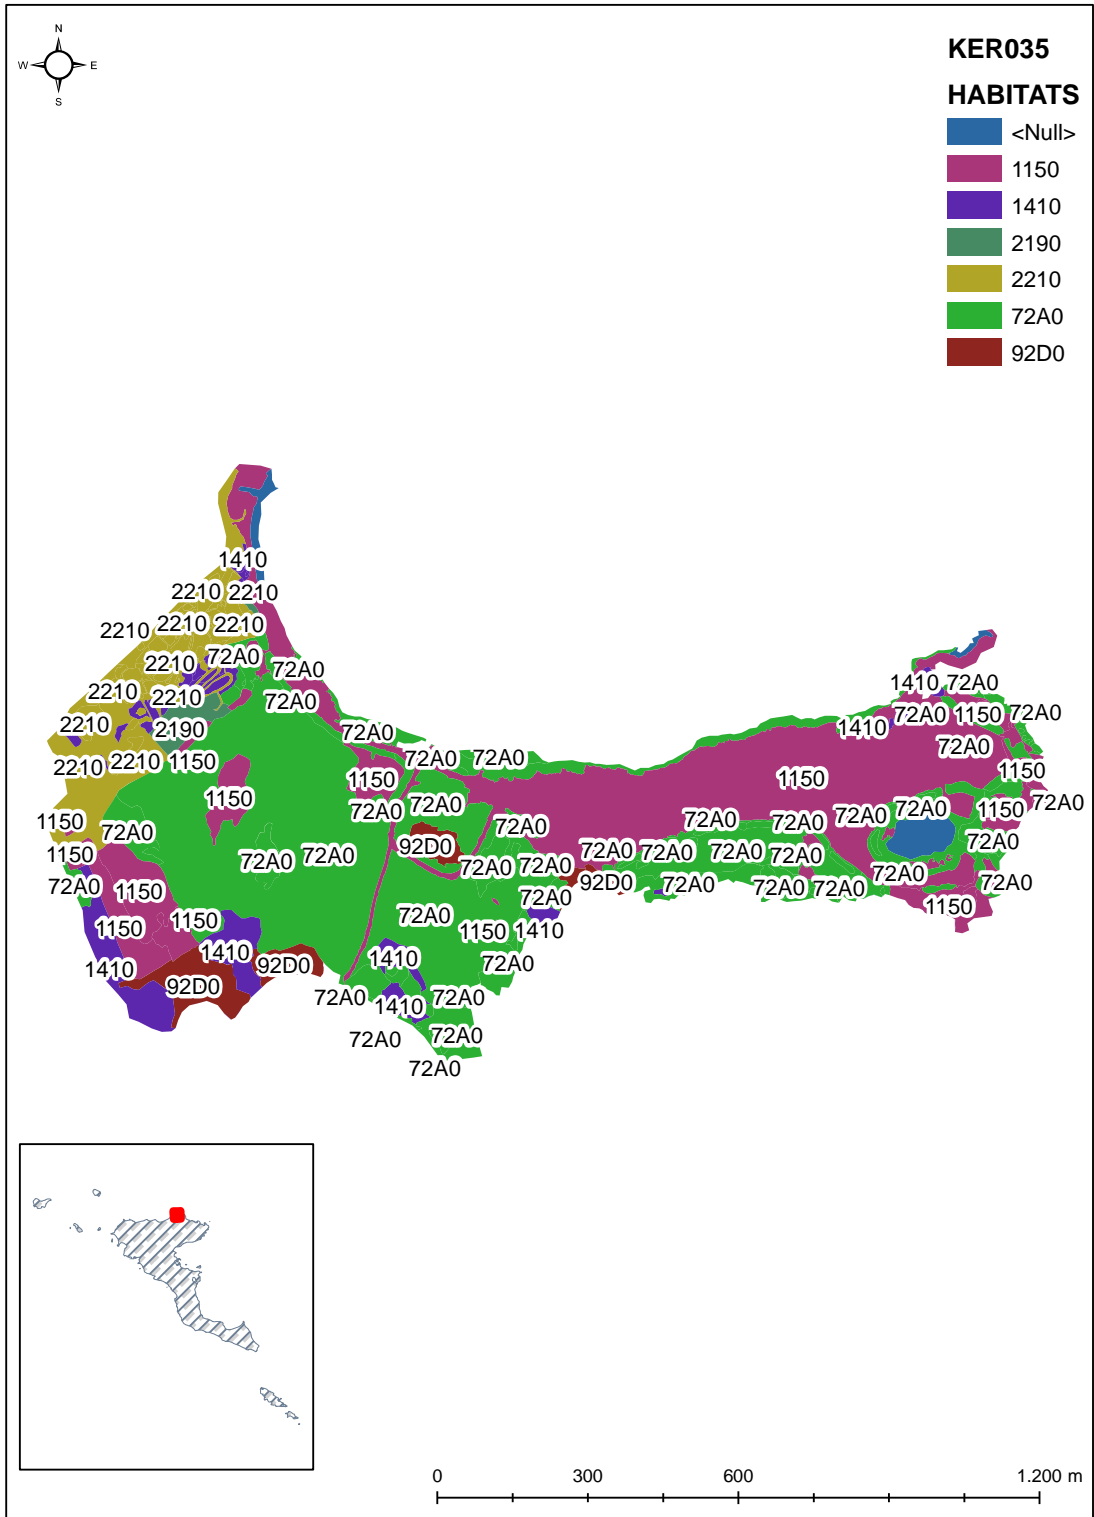 N
W E
S
KER035
HABITATS
<Null>
1150
1410
2190
2210
72A0
92D0
1410
2210 2210
2210 2210 2210
2210 72A0
72A0
2210 2210 72A0
1410 72A0
2210 2190
72A0 1410 72A0 1150 72A0
2210 2210 1150
72A0 72A0 72A0
1150 1150 1150
1150 72A0 72A0 1150
72A0 72A0 1150 72A0
1150 72A0 72A0 72A0 72A0 72A0
92D0 72A0
1150 72A0 72A0 72A0 72A0 72A0 72A0 72A0
72A0 72A0 72A0
72A0 1150 92D0 72A0 72A0 72A0 72A0
72A0 1150
1150 1150 72A0 1150 1410
1410 1410 92D0 1410 72A0
92D0 72A0 1410 72A0
72A0 72A0
72A0
0 300 600 1.200 m